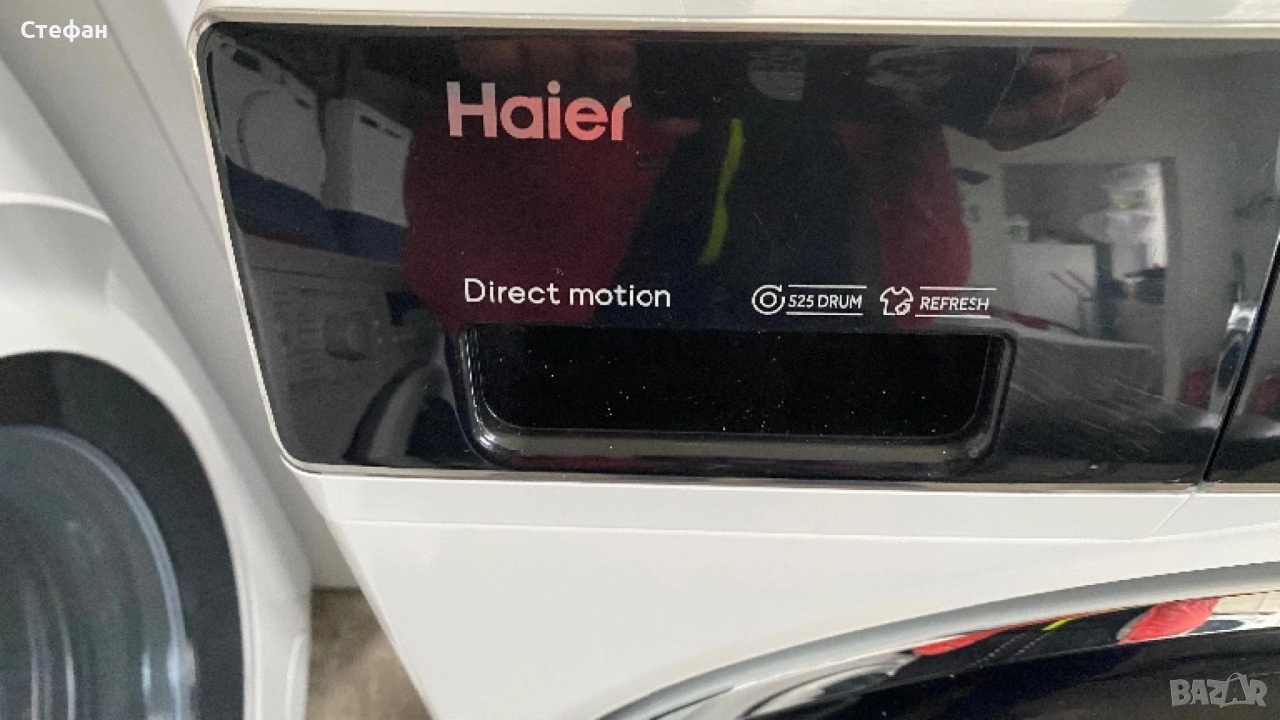 Стефан
Haier
Direct motion
525 DRUM
REFRESH
BAZAR